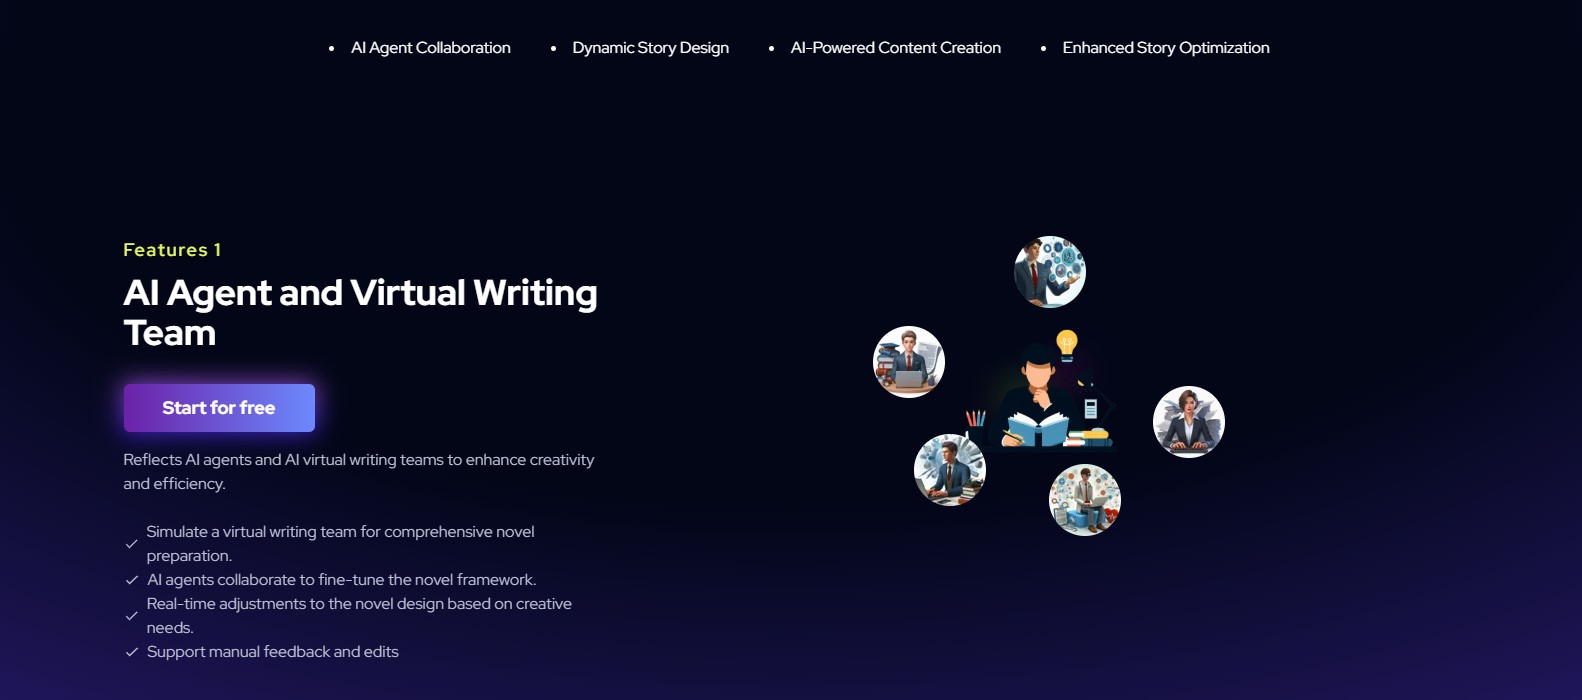 AI Agent Collaboration
Dynamic Story Design
AI-Powered Content Creation
Enhanced Story Optimization
Features 1
AI Agent and Virtual Writing
Team
Start for free
Reflects AI agents and AI virtual writing teams to enhance creativity
and efficiency.
Simulate a virtual writing team for comprehensive novel
preparation.
AI agents collaborate to fine-tune the novel framework.
Real-time adjustments to the novel design based on creative
needs.
Support manual feedback and edits